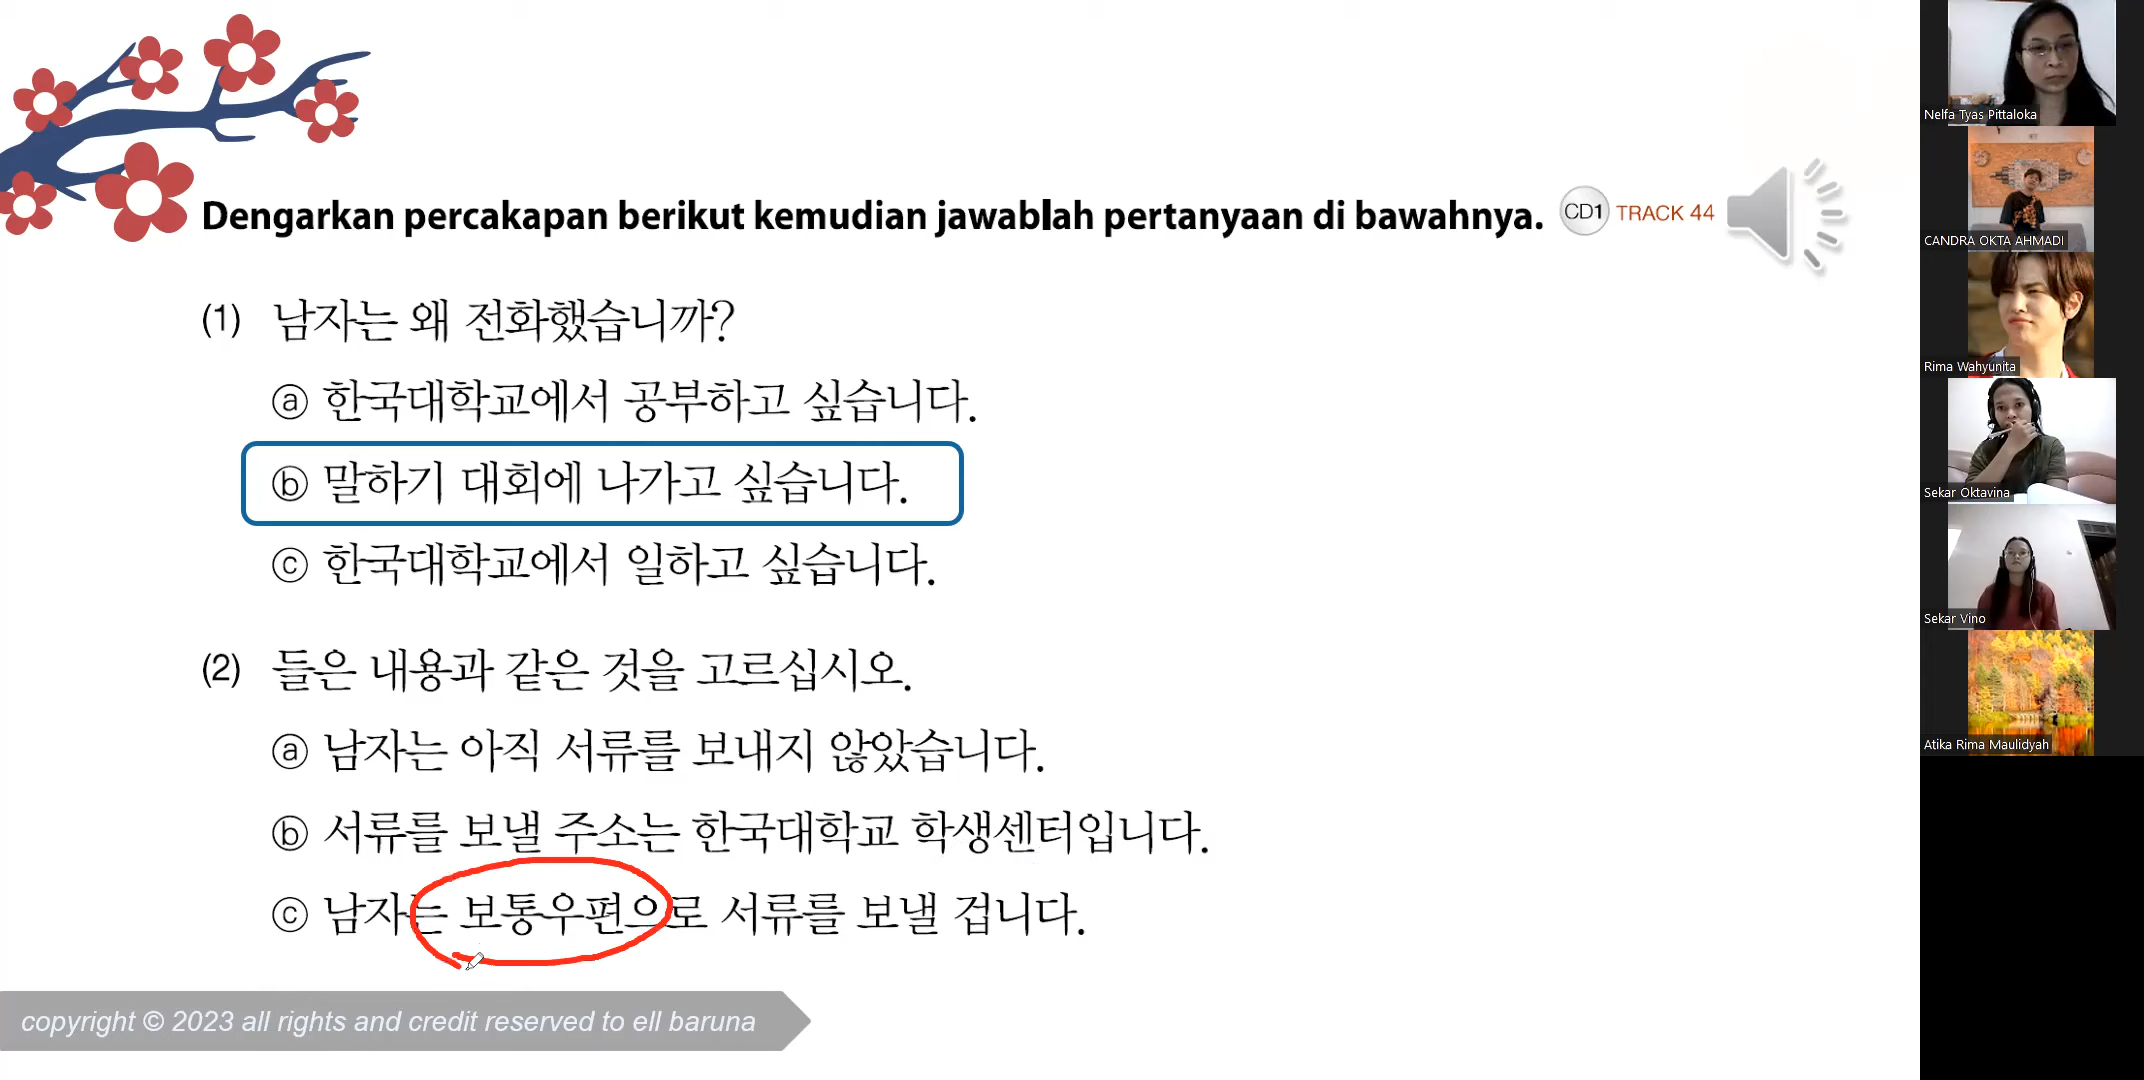 Dengarkan percakapan berikut kemudian jawablah pertanyaan di bawahnya. CD1 TRACK 44
(1) 남자는 왜 전화했습니까?
ⓐ 한국대학교에서 공부하고 싶습니다.
ⓑ 말하기 대회에 나가고 싶습니다.
ⓒ 한국대학교에서 일하고 싶습니다.
(2) 들은 내용과 같은 것을 고르십시오.
ⓐ 남자는 아직 서류를 보내지 않았습니다.
ⓑ 서류를 보낼 주소는 한국대학교 학생센터입니다.
ⓒ 남자는 보통우편으로 서류를 보낼 겁니다.
copyright © 2023 all rights and credit reserved to ell baruna
Nelfa Tyas Pittaloka
CANDRA OKTA AHMADI
Rima Wahyunita
Sekar Oktavina
Sekar Vino
Atika Rima Maulidyah